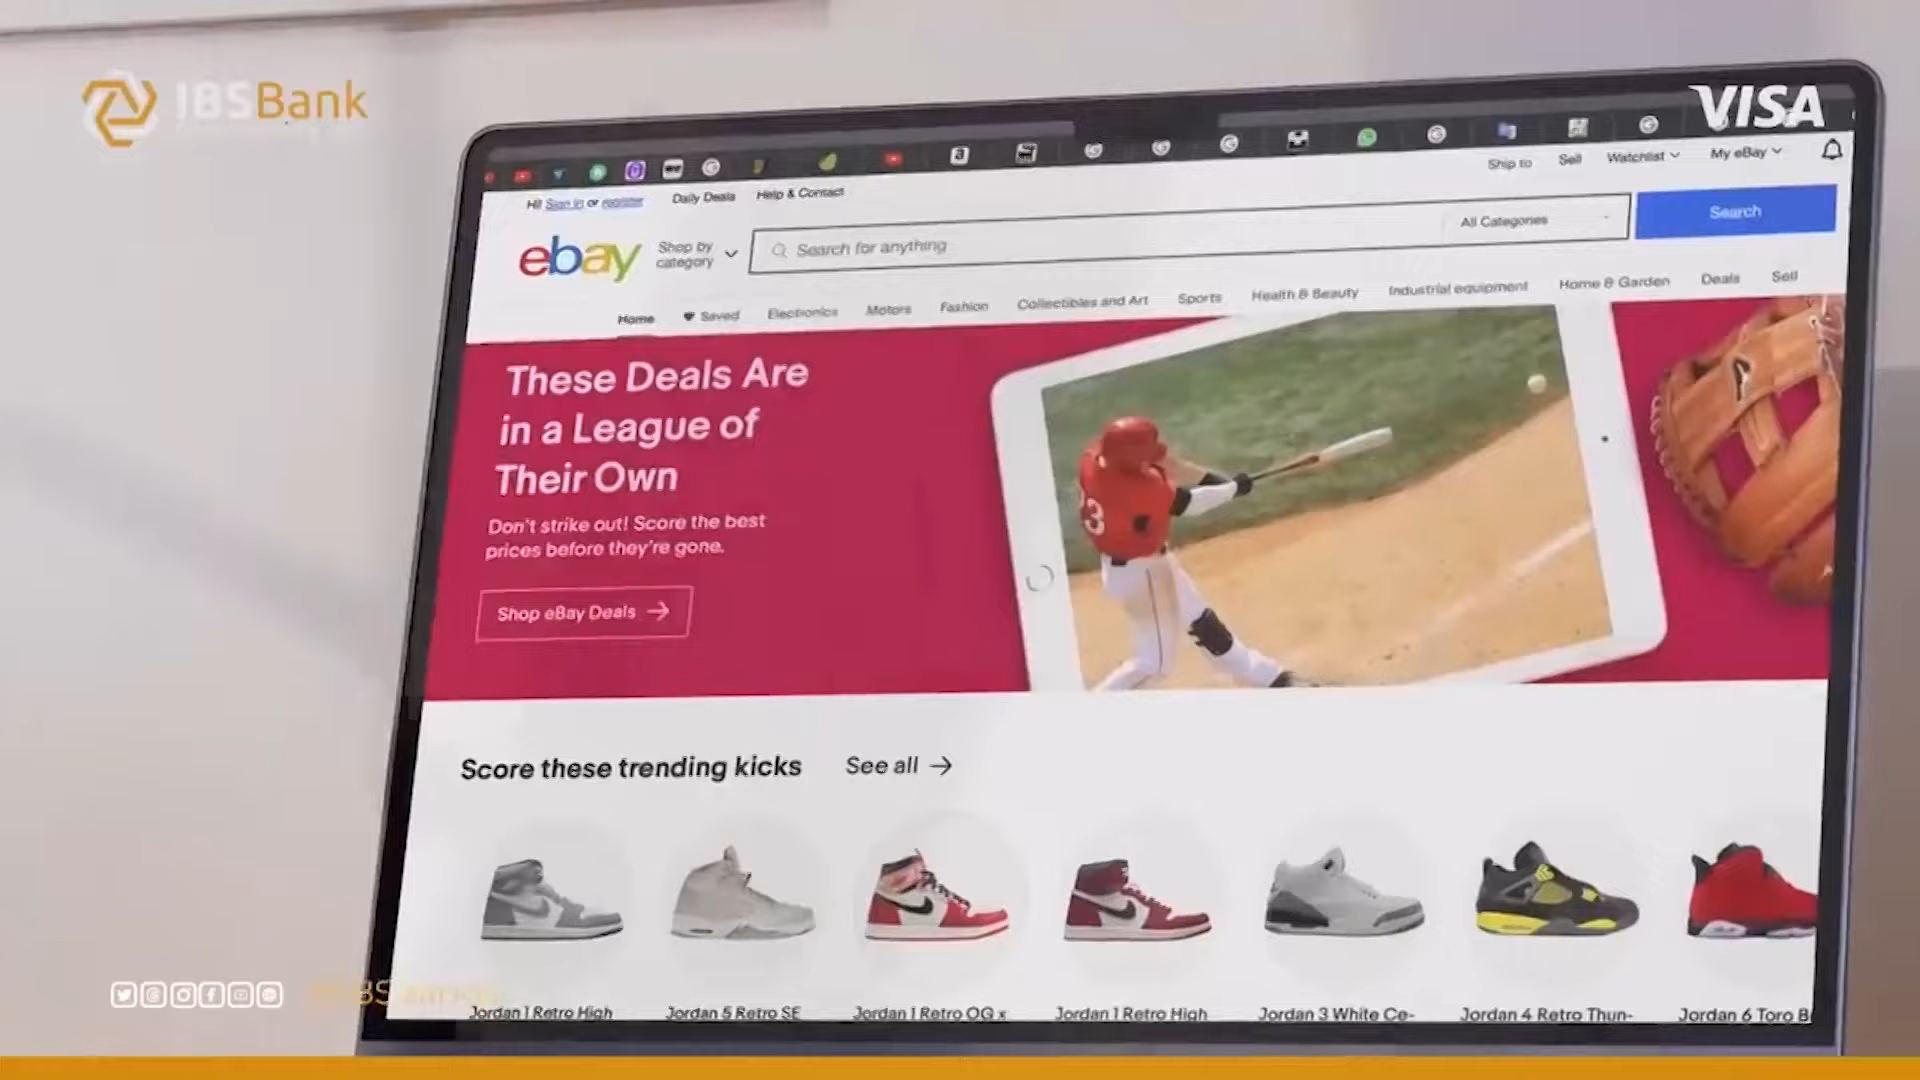 IBSBank
VISA
Ship to Sell Watchlist My eBay
Hi! Sign in or register Daily Deals Help & Contact
ebay
Shop by
category
Search for anything
All Categories
Search
Home Saved Electronics Motors Fashion Collectibles and Art Sports Health & Beauty Industrial equipment Home & Garden Deals Sell
These Deals Are
in a League of
Their Own
Don't strike out! Score the best
prices before they're gone.
Shop eBay Deals
Score these trending kicks See all
Jordan 1 Retro High
Jordan 5 Retro SE
Jordan 1 Retro OG x
Jordan 1 Retro High
Jordan 3 White Ce-
Jordan 4 Retro Thun-
Jordan 6 Toro B